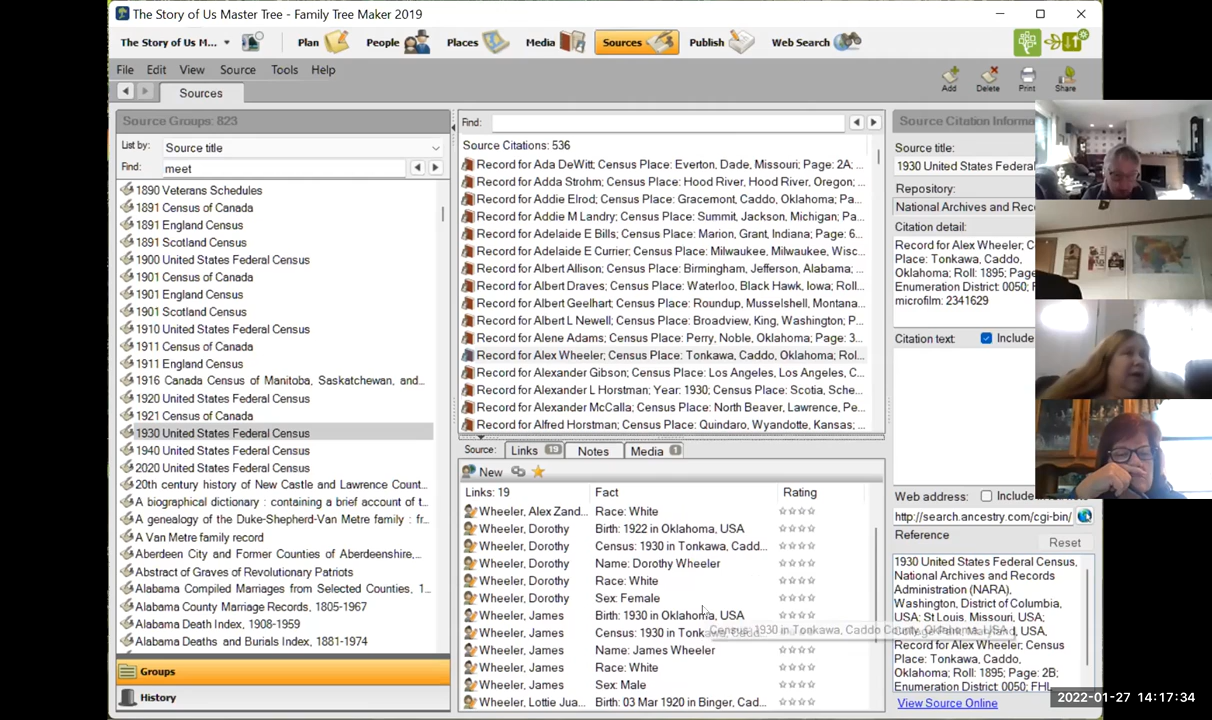 The Story of Us Master Tree - Family Tree Maker 2019
The Story of Us M... Plan People Places Media Sources Publish Web Search
File Edit View Source Tools Help
Add Delete Print Share
Sources
Source Groups: 823
List by: Source title
Find: meet
1890 Veterans Schedules
1891 Census of Canada
1891 England Census
1891 Scotland Census
1900 United States Federal Census
1901 Census of Canada
1901 England Census
1901 Scotland Census
1910 United States Federal Census
1911 Census of Canada
1911 England Census
1916 Canada Census of Manitoba, Saskatchewan, and...
1920 United States Federal Census
1921 Census of Canada
1930 United States Federal Census
1940 United States Federal Census
2020 United States Federal Census
20th century history of New Castle and Lawrence Count...
A biographical dictionary : containing a brief account of t...
A genealogy of the Duke-Shepherd-Van Metre family : fr...
A Van Metre family record
Aberdeen City and Former Counties of Aberdeenshire,...
Abstract of Graves of Revolutionary Patriots
Alabama Compiled Marriages from Selected Counties, 1...
Alabama County Marriage Records, 1805-1967
Alabama Death Index, 1908-1959
Alabama Deaths and Burials Index, 1881-1974
Groups
History
Find:
Source Citations: 536
Record for Ada DeWitt; Census Place: Everton, Dade, Missouri; Page: 2A; ...
Record for Adda Strohm; Census Place: Hood River, Hood River, Oregon; ...
Record for Addie Elrod; Census Place: Gracemont, Caddo, Oklahoma; Pa...
Record for Addie M Landry; Census Place: Summit, Jackson, Michigan; Pa...
Record for Adelaide E Bills; Census Place: Marion, Grant, Indiana; Page: 6...
Record for Adelaide E Currier; Census Place: Milwaukee, Milwaukee, Wisc...
Record for Albert Allison; Census Place: Birmingham, Jefferson, Alabama; ...
Record for Albert Draves; Census Place: Waterloo, Black Hawk, Iowa; Roll...
Record for Albert Geelhart; Census Place: Roundup, Musselshell, Montana...
Record for Albert L Newell; Census Place: Broadview, King, Washington; P...
Record for Alene Adams; Census Place: Perry, Noble, Oklahoma; Page: 3...
Record for Alex Wheeler; Census Place: Tonkawa, Caddo, Oklahoma; Rol...
Record for Alexander Gibson; Census Place: Los Angeles, Los Angeles, C...
Record for Alexander L Horstman; Year: 1930; Census Place: Scotia, Sche...
Record for Alexander McCalla; Census Place: North Beaver, Lawrence, Pe...
Record for Alfred Horstman; Census Place: Quindaro, Wyandotte, Kansas; ...
Source: Links 19 Notes Media 1
New
Links: 19 Fact Rating
Wheeler, Alex Zand... Race: White
Wheeler, Dorothy Birth: 1922 in Oklahoma, USA
Wheeler, Dorothy Census: 1930 in Tonkawa, Cadd...
Wheeler, Dorothy Name: Dorothy Wheeler
Wheeler, Dorothy Race: White
Wheeler, Dorothy Sex: Female
Wheeler, James Birth: 1930 in Oklahoma, USA
Wheeler, James Census: 1930 in Tonkawa, Cadd...
Census: 1930 in Tonkawa, Caddo County, Oklahoma, USA
Wheeler, James Name: James Wheeler
Wheeler, James Race: White
Wheeler, James Sex: Male
Wheeler, Lottie Jua... Birth: 03 Mar 1920 in Binger, Cad...
Source Citation Informa
Source title:
1930 United States Federa
Repository:
National Archives and Reco
Citation detail:
Record for Alex Wheeler; C
Place: Tonkawa, Caddo,
Oklahoma; Roll: 1895; Page
Enumeration District: 0050; F
microfilm: 2341629
Citation text: Include
Web address: Include
http://search.ancestry.com/cgi-bin/
Reference
Reset
1930 United States Federal Census,
National Archives and Records
Administration (NARA),
Washington, District of Columbia,
USA; St. Louis, Missouri, USA,
College Park, Maryland, USA,
Record for Alex Wheeler; Census
Place: Tonkawa, Caddo,
Oklahoma; Roll: 1895; Page: 2B;
Enumeration District: 0050; FHL
View Source Online
2022-01-27 14:17:34